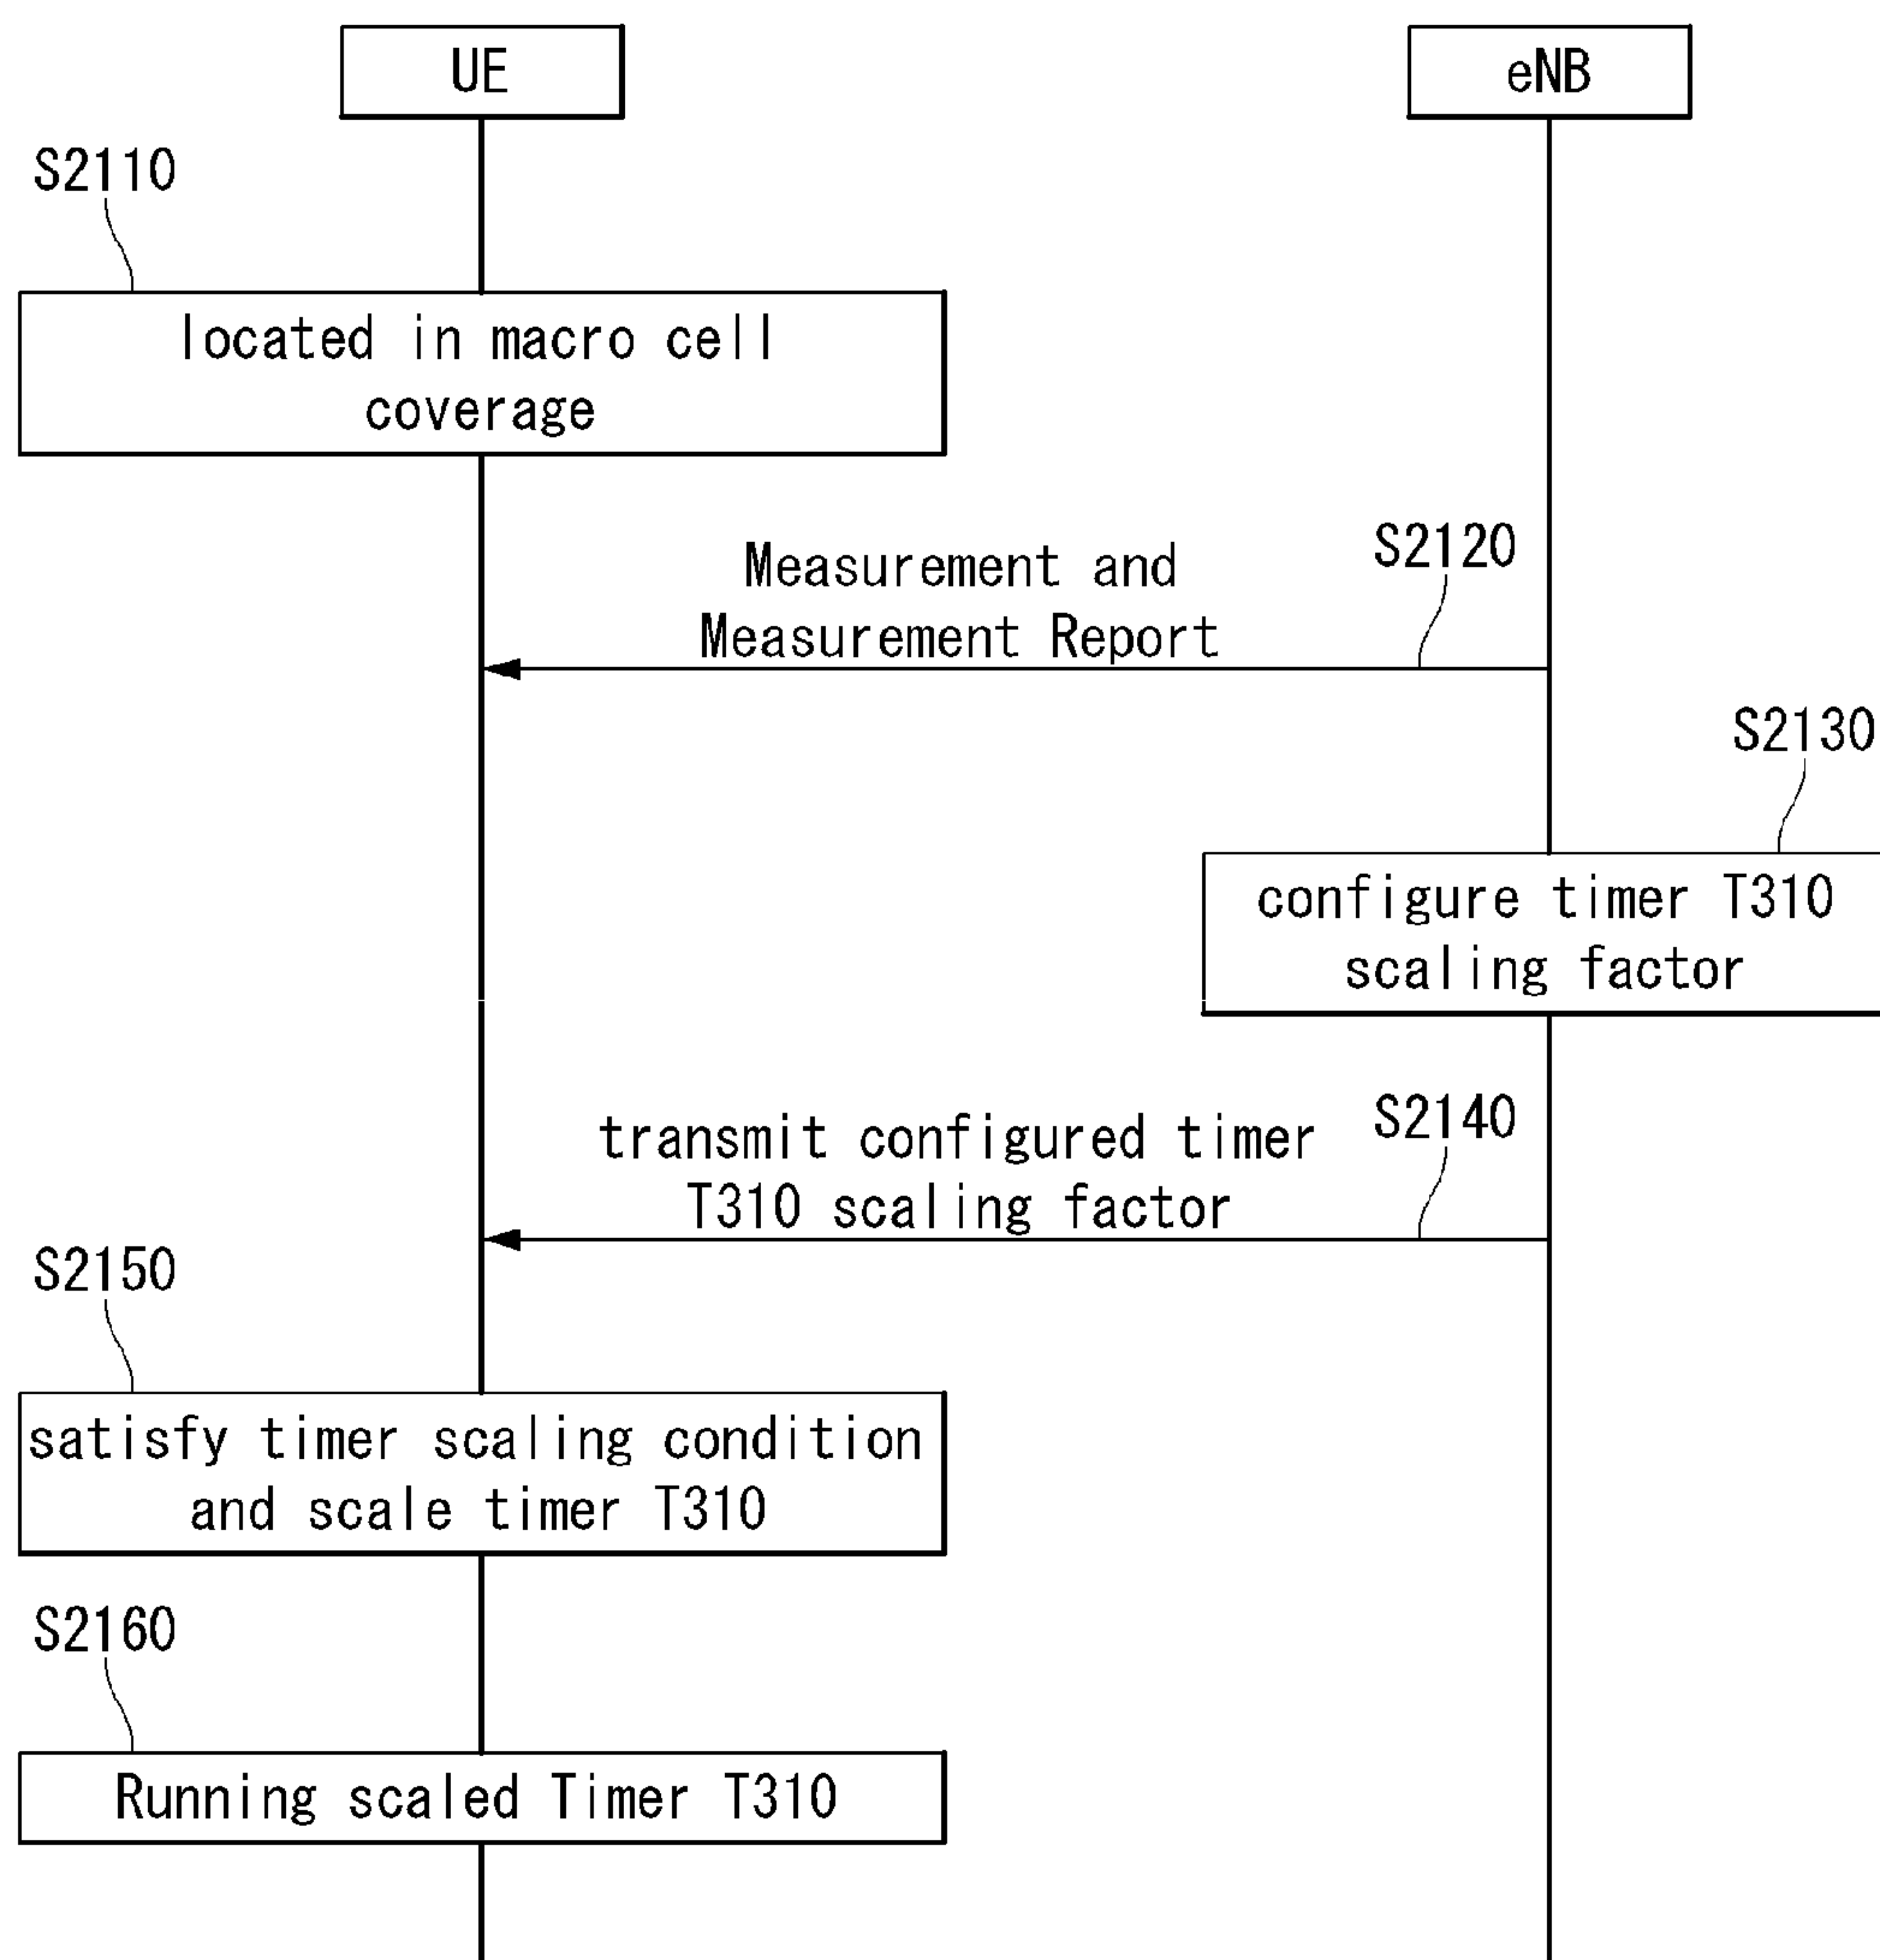 UE
eNB
S2110
located in macro cell
coverage
S2120
Measurement and
Measurement Report
S2130
configure timer T310
scaling factor
S2140
transmit configured timer
T310 scaling factor
S2150
satisfy timer scaling condition
and scale timer T310
S2160
Running scaled Timer T310